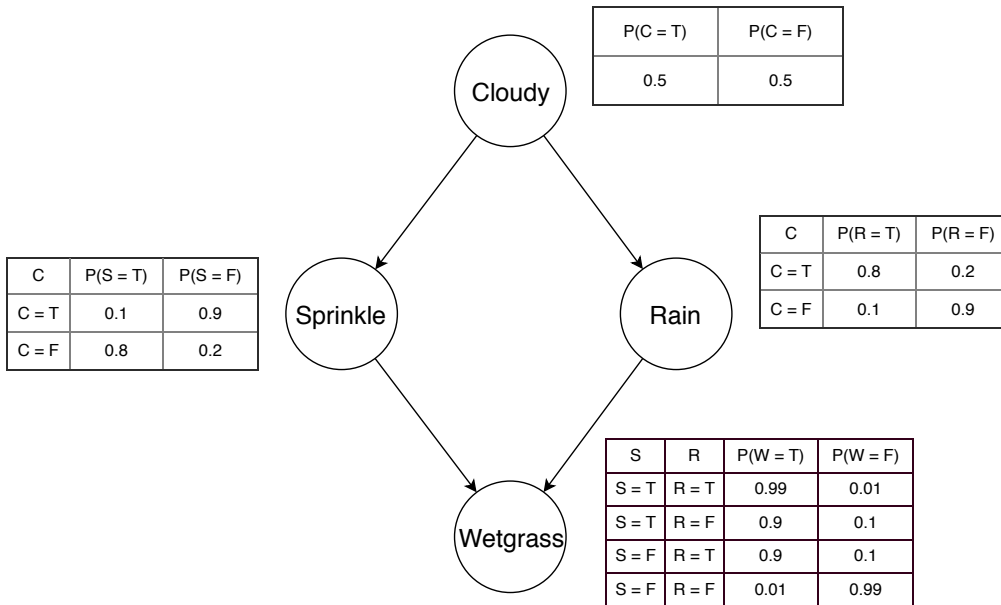 P(C = T) P(C = F)
0.5 0.5
Cloudy
C P(R = T) P(R = F)
C = T 0.8 0.2
C = F 0.1 0.9
C P(S = T) P(S = F)
C = T 0.1 0.9
C = F 0.8 0.2
Sprinkle
Rain
S R P(W = T) P(W = F)
S = T R = T 0.99 0.01
S = T R = F 0.9 0.1
S = F R = T 0.9 0.1
S = F R = F 0.01 0.99
Wetgrass